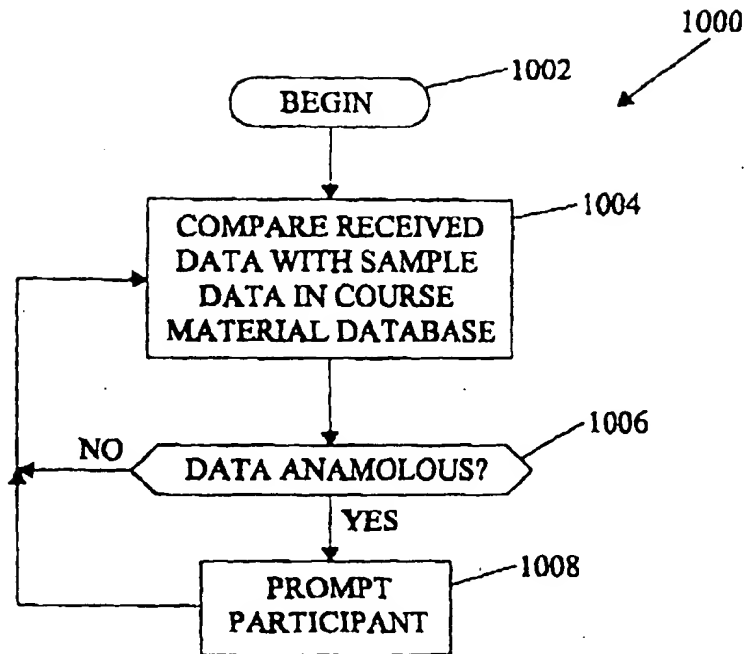 1000
BEGIN
1002
COMPARE RECEIVED
DATA WITH SAMPLE
DATA IN COURSE
MATERIAL DATABASE
1004
NO
DATA ANAMOLOUS?
1006
YES
PROMPT
PARTICIPANT
1008